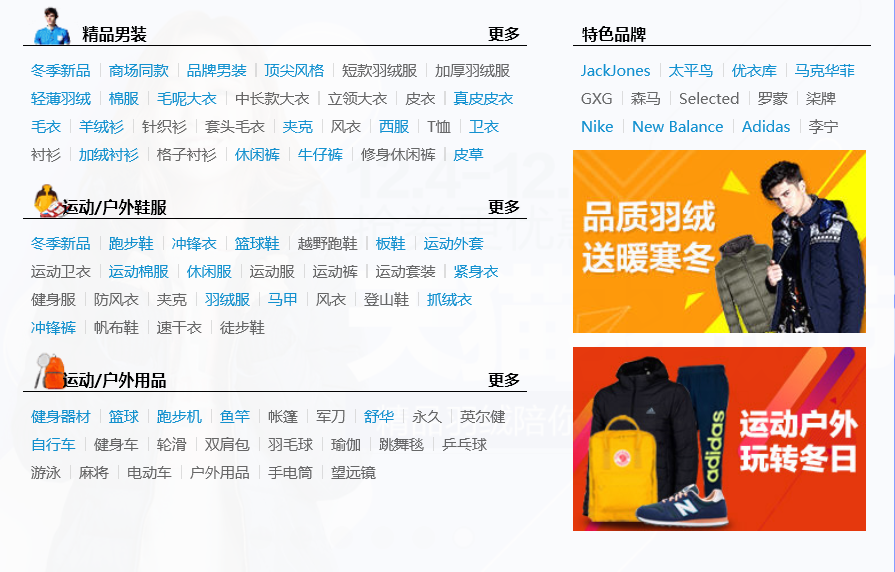 精品男装 更多
冬季新品 商场同款 品牌男装 顶尖风格 短款羽绒服 加厚羽绒服
轻薄羽绒 棉服 毛呢大衣 中长款大衣 立领大衣 皮衣 真皮皮衣
毛衣 羊绒衫 针织衫 套头毛衣 夹克 风衣 西服 T恤 卫衣
衬衫 加绒衬衫 格子衬衫 休闲裤 牛仔裤 修身休闲裤 皮草
运动/户外鞋服 更多
冬季新品 跑步鞋 冲锋衣 篮球鞋 越野跑鞋 板鞋 运动外套
运动卫衣 运动棉服 休闲服 运动服 运动裤 运动套装 紧身衣
健身服 防风衣 夹克 羽绒服 马甲 风衣 登山鞋 抓绒衣
冲锋裤 帆布鞋 速干衣 徒步鞋
运动/户外用品 更多
健身器材 篮球 跑步机 鱼竿 帐篷 军刀 舒华 永久 英尔健
自行车 健身车 轮滑 双肩包 羽毛球 瑜伽 跳舞毯 乒乓球
游泳 麻将 电动车 户外用品 手电筒 望远镜
特色品牌
JackJones 太平鸟 优衣库 马克华菲
GXG 森马 Selected 罗蒙 柒牌
Nike New Balance Adidas 李宁
品质羽绒
送暖寒冬
adidas
运动户外
玩转冬日